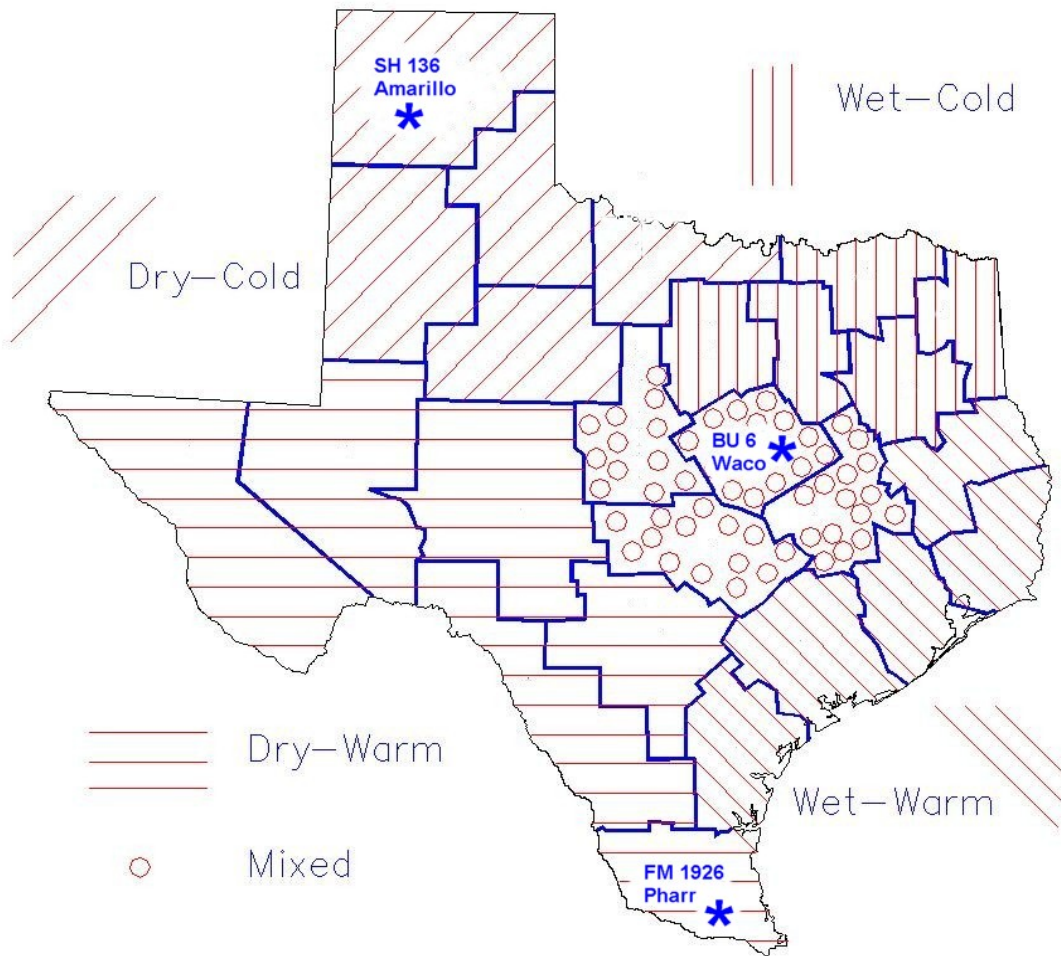 SH 136
Amarillo
*
Wet-Cold
Dry-Cold
BU 6
Waco
*
Dry-Warm
Wet-Warm
Mixed
FM 1926
Pharr
*